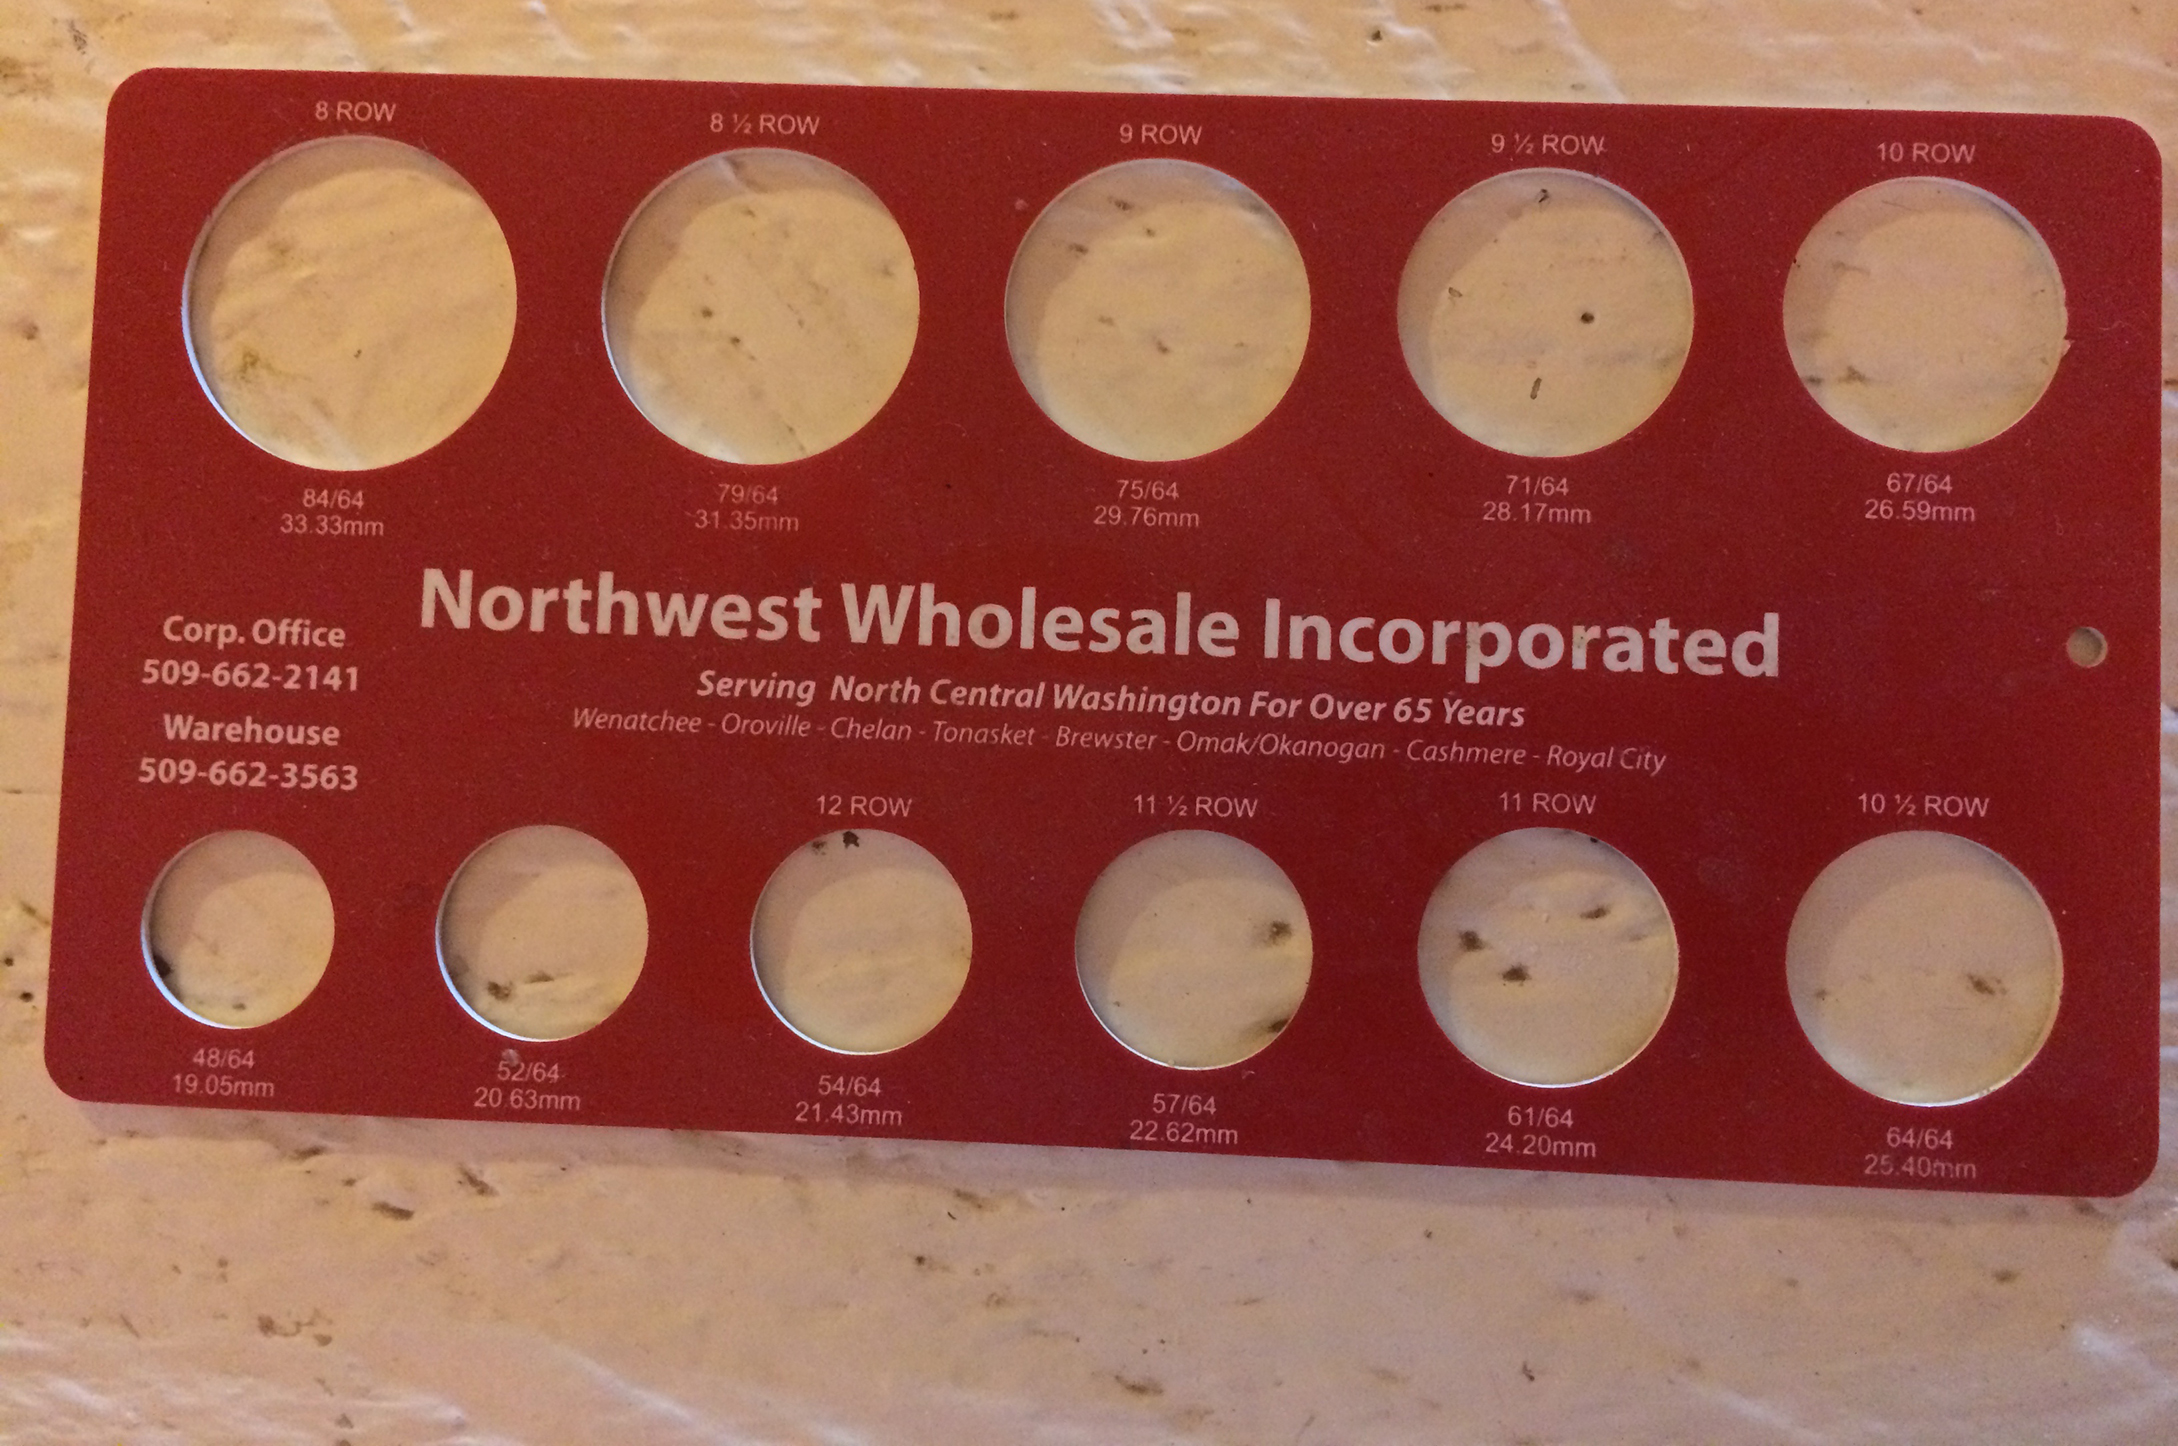 8 ROW
8 ½ ROW
9 ROW
9 ½ ROW
10 ROW
84/64
33.33mm
79/64
31.35mm
75/64
29.76mm
71/64
28.17mm
67/64
26.59mm
Northwest Wholesale Incorporated
Serving North Central Washington For Over 65 Years
Wenatchee - Oroville - Chelan - Tonasket - Brewster - Omak/Okanogan - Cashmere - Royal City
Corp. Office
509-662-2141
Warehouse
509-662-3563
12 ROW
11 ½ ROW
11 ROW
10 ½ ROW
48/64
19.05mm
52/64
20.63mm
54/64
21.43mm
57/64
22.62mm
61/64
24.20mm
64/64
25.40mm